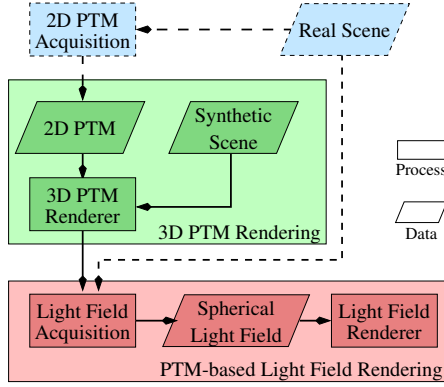 2D PTM
Acquisition
Real Scene
2D PTM
Synthetic
Scene
3D PTM
Renderer
3D PTM Rendering
Process
Data
Light Field
Acquisition
Spherical
Light Field
Light Field
Renderer
PTM-based Light Field Rendering